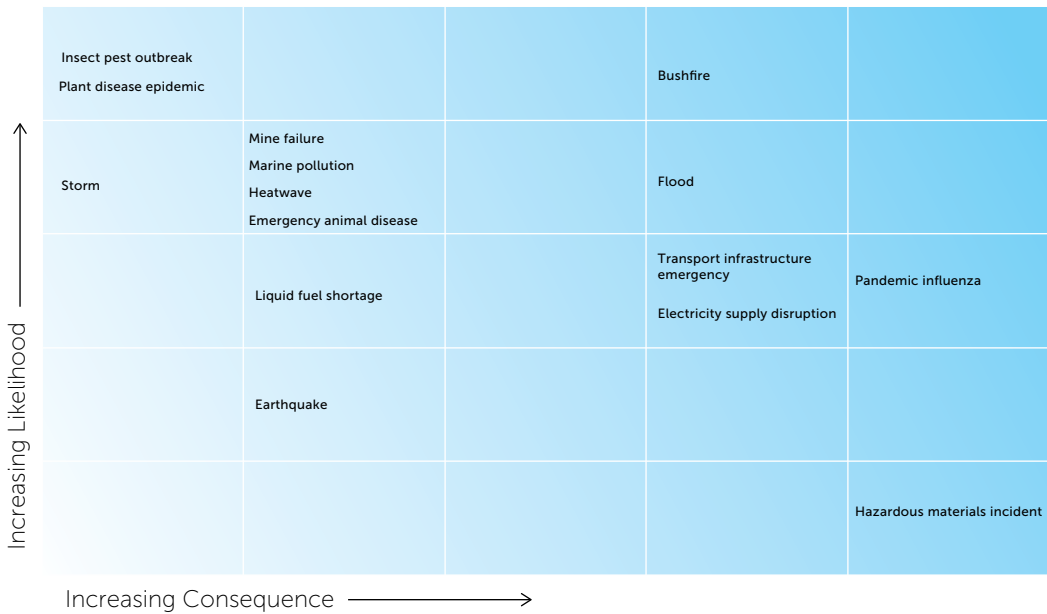 Insect pest outbreak
Plant disease epidemic
Bushfire
Storm
Mine failure
Marine pollution
Heatwave
Emergency animal disease
Flood
Liquid fuel shortage
Transport infrastructure
emergency
Electricity supply disruption
Pandemic influenza
Earthquake
Hazardous materials incident
Increasing Likelihood
Increasing Consequence